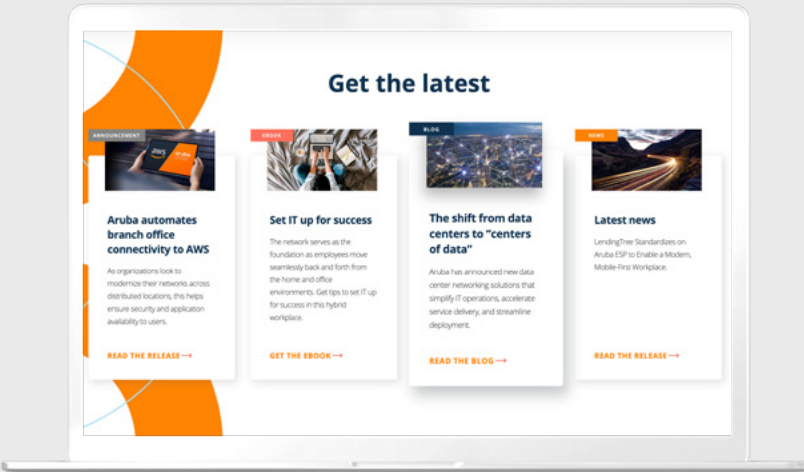 Get the latest
ANNOUNCEMENT
aws
aruba
Aruba automates
branch office
connectivity to AWS
As organizations look to
modernize their networks across
distributed locations, this helps
ensure security and application
availability to users.
READ THE RELEASE
EBOOK
Set IT up for success
The network serves as the
foundation as employees move
seamlessly back and forth from
the home and office
environments. Get tips to set IT up
for success in this hybrid
workplace.
GET THE EBOOK
BLOG
The shift from data
centers to “centers
of data”
Aruba has announced new data
center networking solutions that
simplify IT operations, accelerate
service delivery, and streamline
deployment.
READ THE BLOG
NEWS
Latest news
LendingTree Standardizes on
Aruba ESP to Enable a Modern,
Mobile-First Workplace.
READ THE RELEASE